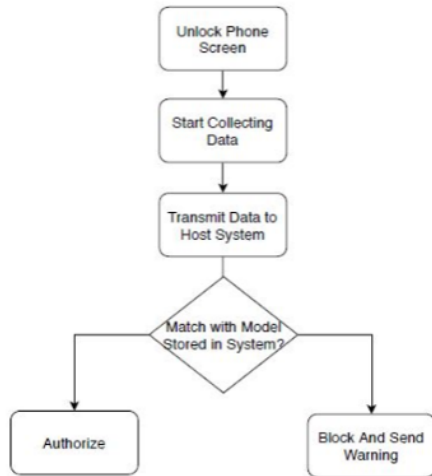 Unlock Phone
Screen
Start Collecting
Data
Transmit Data to
Host System
Match with Model
Stored in System?
Authorize
Block And Send
Warning